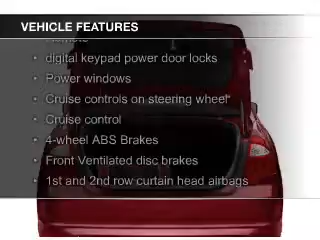 VEHICLE FEATURES
• digital keypad power door locks
• Power windows
• Cruise controls on steering wheel
• Cruise control
• 4-wheel ABS Brakes
• Front Ventilated disc brakes
• 1st and 2nd row curtain head airbags